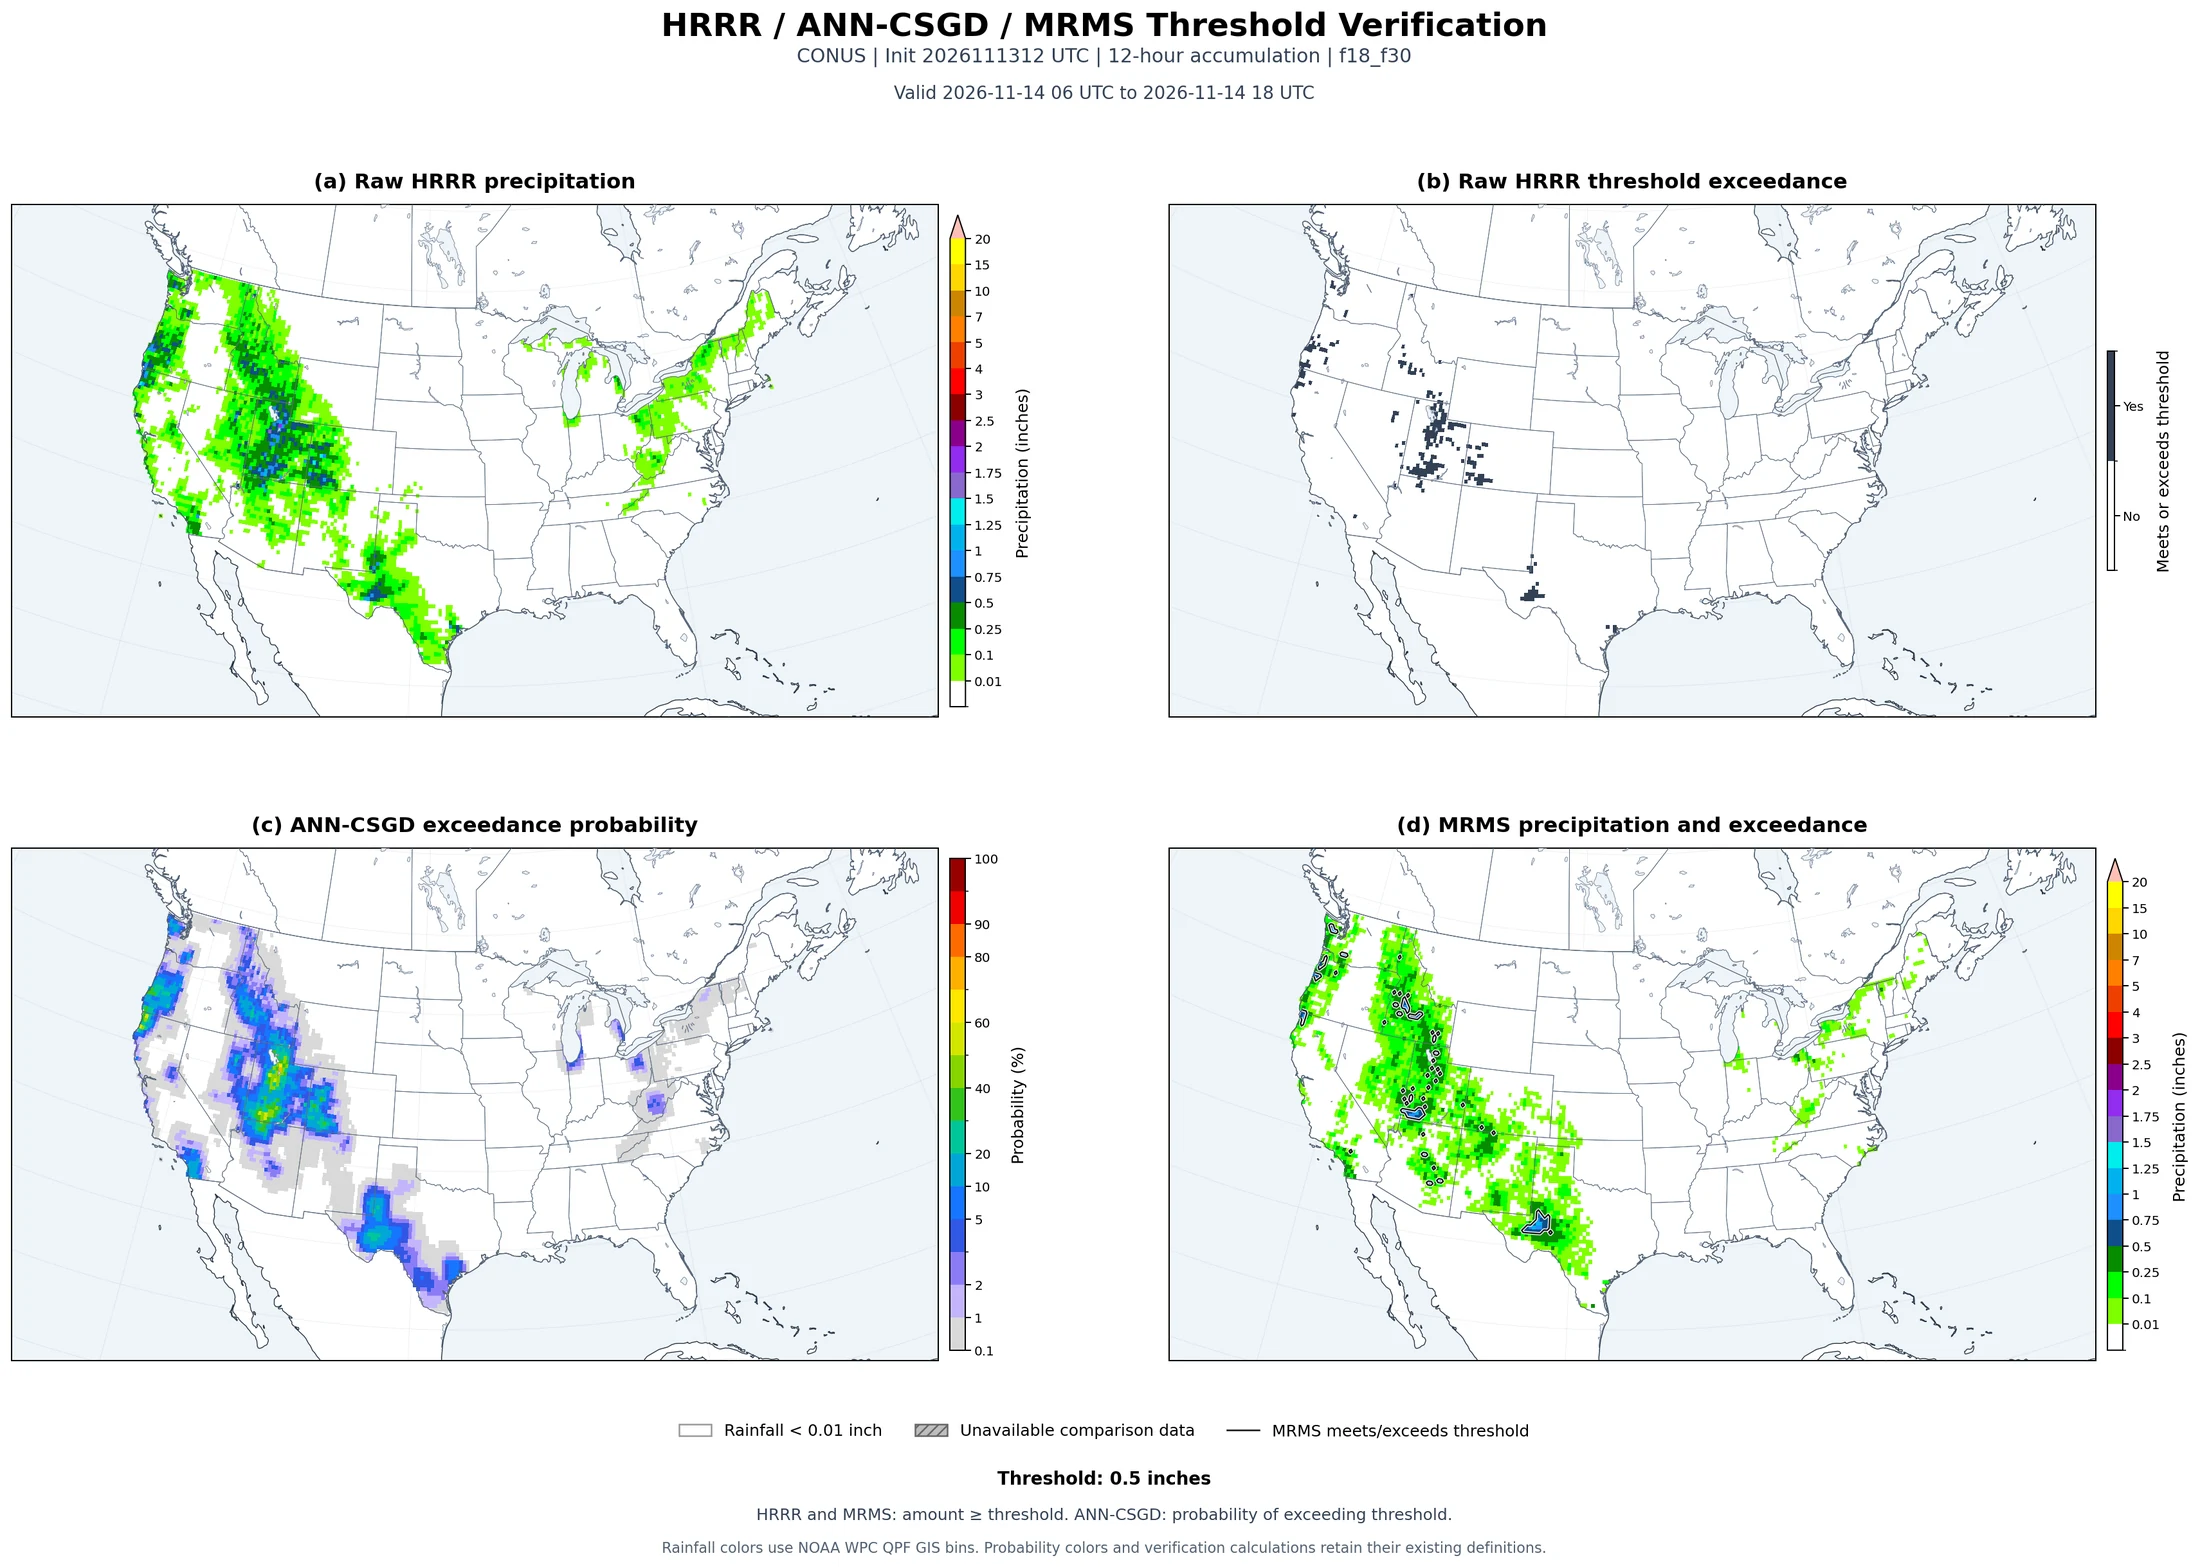 HRRR / ANN-CSGD / MRMS Threshold Verification
CONUS | Init 2026111312 UTC | 12-hour accumulation | f18_f30
Valid 2026-11-14 06 UTC to 2026-11-14 18 UTC
(a) Raw HRRR precipitation
20
15
10
7
5
4
3
2.5
2
1.75
1.5
1.25
1
0.75
0.5
0.25
0.1
0.01
Precipitation (inches)
(b) Raw HRRR threshold exceedance
Yes
No
Meets or exceeds threshold
(c) ANN-CSGD exceedance probability
100
90
80
60
40
20
10
5
2
1
0.1
Probability (%)
(d) MRMS precipitation and exceedance
20
15
10
7
5
4
3
2.5
2
1.75
1.5
1.25
1
0.75
0.5
0.25
0.1
0.01
Precipitation (inches)
Rainfall < 0.01 inch
Unavailable comparison data
MRMS meets/exceeds threshold
Threshold: 0.5 inches
HRRR and MRMS: amount ≥ threshold. ANN-CSGD: probability of exceeding threshold.
Rainfall colors use NOAA WPC QPF GIS bins. Probability colors and verification calculations retain their existing definitions.